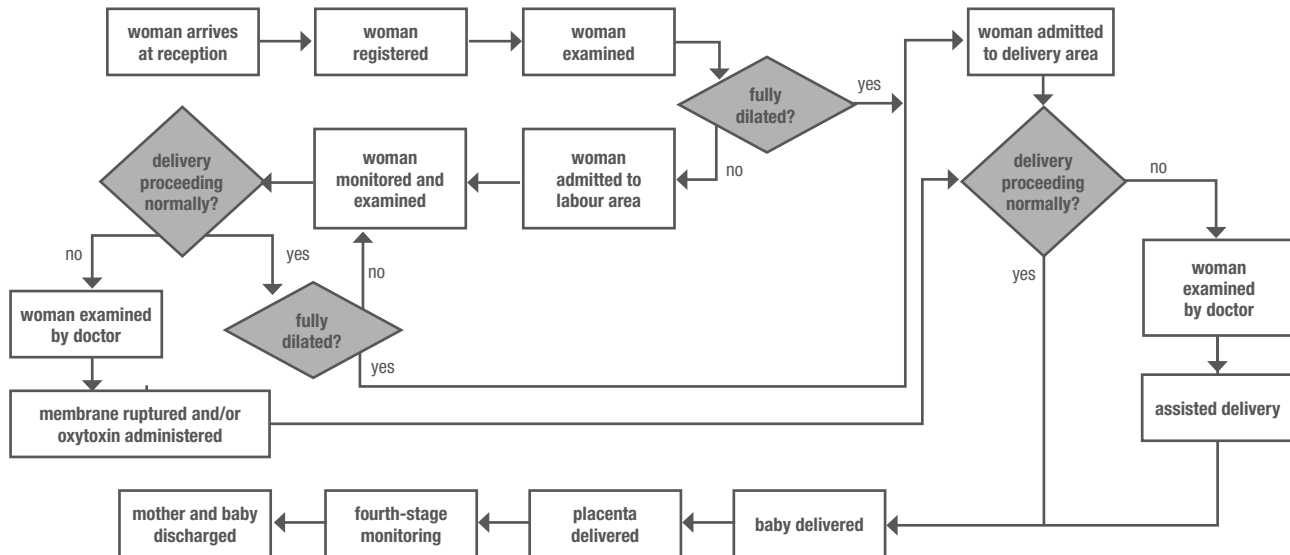 woman arrives
at reception
woman
registered
woman
examined
woman admitted
to delivery area
fully
dilated?
yes
no
woman
admitted to
labour area
woman
monitored and
examined
delivery
proceeding
normally?
no
yes
fully
dilated?
no
yes
woman examined
by doctor
membrane ruptured and/or
oxytoxin administered
delivery
proceeding
normally?
no
yes
woman
examined
by doctor
assisted delivery
baby delivered
placenta
delivered
fourth-stage
monitoring
mother and baby
discharged